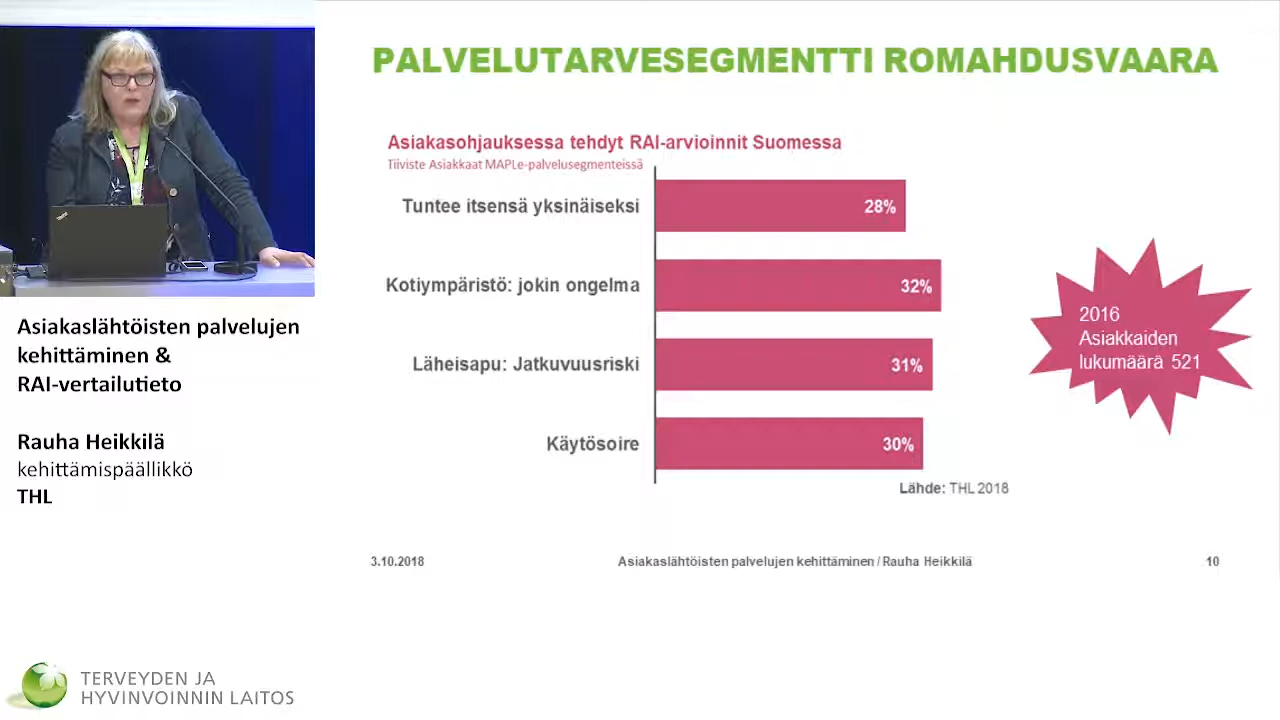 PALVELUTARVESEGMENTTI ROMAHDUSVAARA
Asiakasohjauksessa tehdyt RAI-arvioinnit Suomessa
Tiiviste Asiakkaat MAPLe-palvelusegmenteissä
Tuntee itsensä yksinäiseksi
28%
Kotiympäristö: jokin ongelma
32%
Läheisapu: Jatkuvuusriski
31%
Käytösoire
30%
2016
Asiakkaiden
lukumäärä 521
Lähde: THL 2018
3.10.2018
Asiakaslähtöisten palvelujen kehittäminen / Rauha Heikkilä
10
Asiakaslähtöisten palvelujen
kehittäminen &
RAI-vertailutieto
Rauha Heikkilä
kehittämispäällikkö
THL
TERVEYDEN JA
HYVINVOINNIN LAITOS